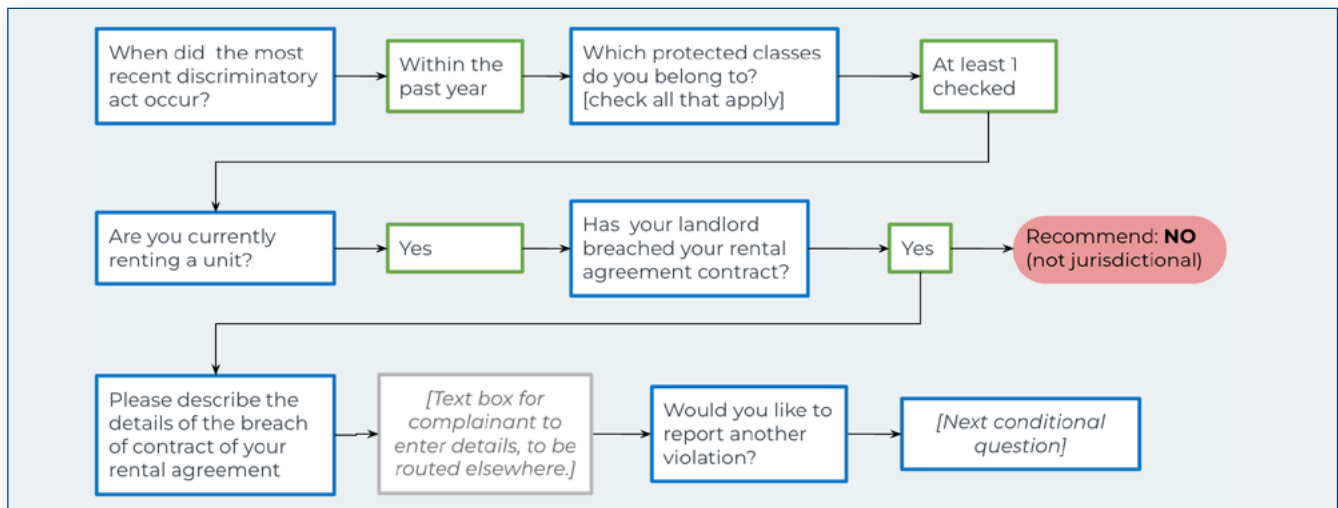 When did the most
recent discriminatory
act occur?
Within the
past year
Which protected classes
do you belong to?
[check all that apply]
At least 1
checked
Are you currently
renting a unit?
Yes
Has your landlord
breached your rental
agreement contract?
Yes
Recommend: NO
(not jurisdictional)
Please describe the
details of the breach
of contract of your
rental agreement
[Text box for
complainant to
enter details, to be
routed elsewhere.]
Would you like to
report another
violation?
[Next conditional
question]